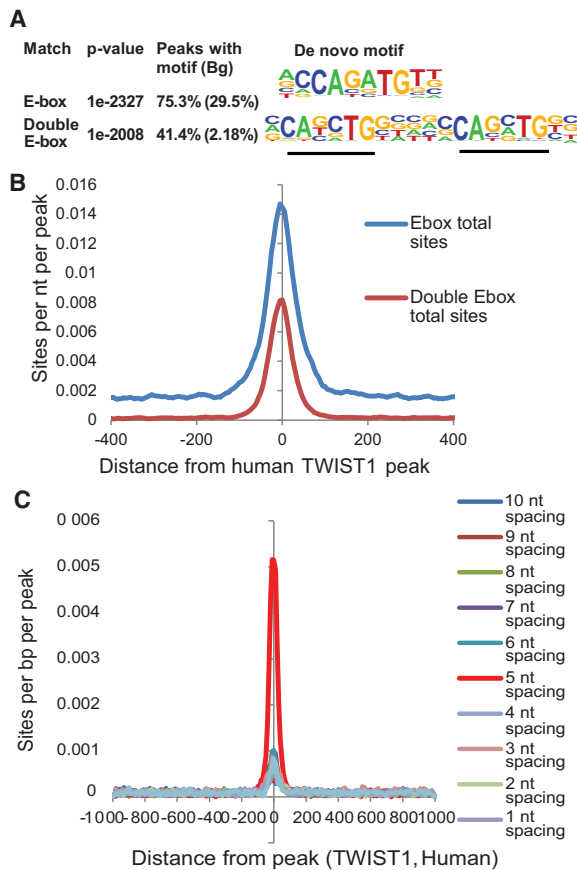 A
Match p-value Peaks with motif (Bg) De novo motif
E-box 1e-2327 75.3% (29.5%)
CCAGATGTT
Double E-box 1e-2008 41.4% (2.18%)
CAGCTG CAGCTG
B
0.016
0.014
0.012
0.010
0.008
0.006
0.004
0.002
0
Sites per nt per peak
Ebox total sites
Double Ebox total sites
-400 -200 0 200 400
Distance from human TWIST1 peak
C
0 006
0.005
0.004
0.003
0.002
0.001
0
Sites per bp per peak
10 nt spacing
9 nt spacing
8 nt spacing
7 nt spacing
6 nt spacing
5 nt spacing
4 nt spacing
3 nt spacing
2 nt spacing
1 nt spacing
-1000 -800 -600 -400 -200 0 200 400 600 800 1000
Distance from peak (TWIST1, Human)